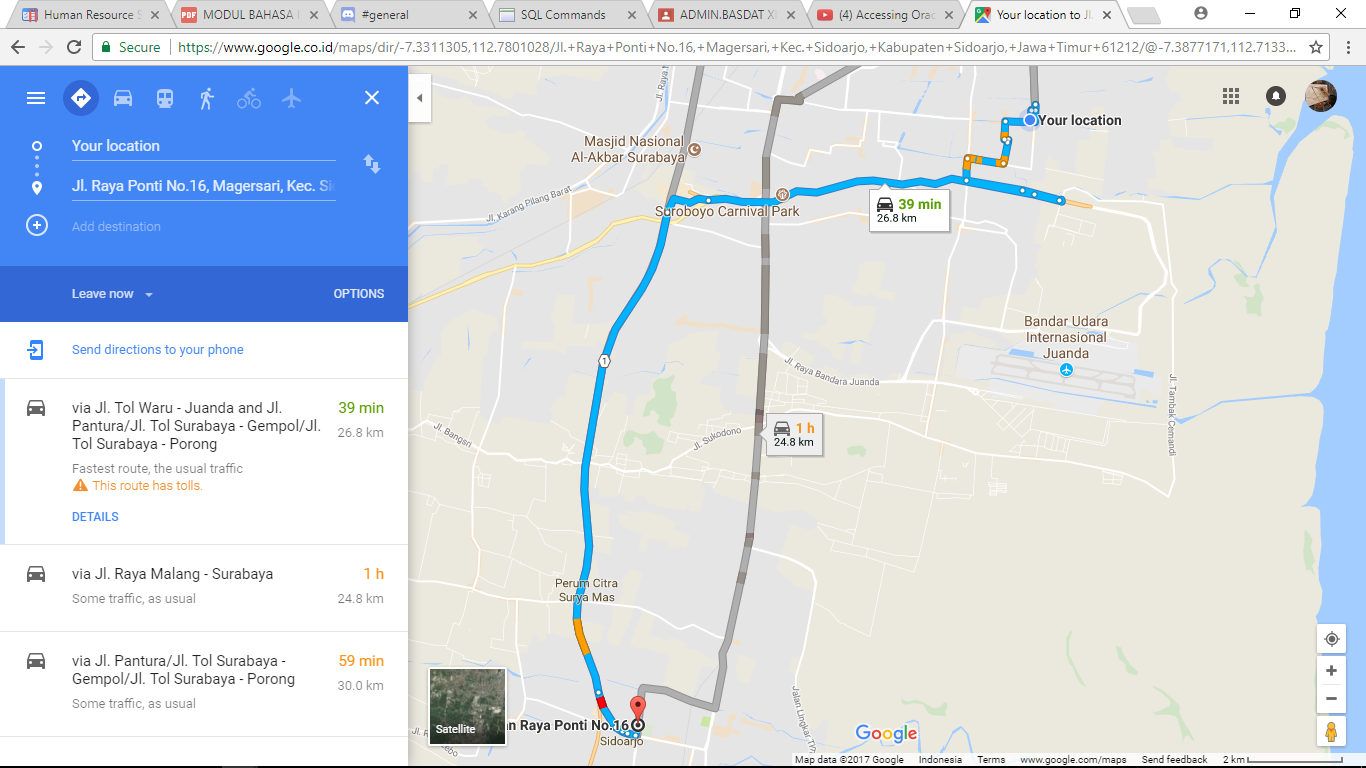 Human Resource S
MODUL BAHASA
#general
SQL Commands
ADMIN.BASDAT XI
(4) Accessing Orac
Your location to Jl.
Secure
https://www.google.co.id/maps/dir/-7.3311305,112.7801028/Jl.+Raya+Ponti+No.16,+Magersari,+Kec.+Sidoarjo,+Kabupaten+Sidoarjo,+Jawa+Timur+61212/@-7.3877171,112.7133...
Your location
Jl. Raya Ponti No.16, Magersari, Kec. Si
Add destination
Leave now
OPTIONS
Send directions to your phone
via Jl. Tol Waru - Juanda and Jl.
Pantura/Jl. Tol Surabaya - Gempol/Jl.
Tol Surabaya - Porong
39 min
26.8 km
Fastest route, the usual traffic
This route has tolls.
DETAILS
via Jl. Raya Malang - Surabaya
1 h
Some traffic, as usual
24.8 km
via Jl. Pantura/Jl. Tol Surabaya -
Gempol/Jl. Tol Surabaya - Porong
59 min
30.0 km
Some traffic, as usual
Jl. Raya
Masjid Nasional
Al-Akbar Surabaya
Your location
Jl. Karang Pilang Barat
Suroboyo Carnival Park
39 min
26.8 km
Bandar Udara
Internasional
Juanda
1
Jl. Raya Bandara Juanda
Jl. Tambak Cemandi
1 h
24.8 km
Jl. Bangsri
Jl. Sukodono
Perum Citra
Surya Mas
Jalan Lingkar Ti
an Raya Ponti No.16
Sidoarjo
Satellite
Google
Map data ©2017 Google
Indonesia
Terms
www.google.com/maps
Send feedback
2 km